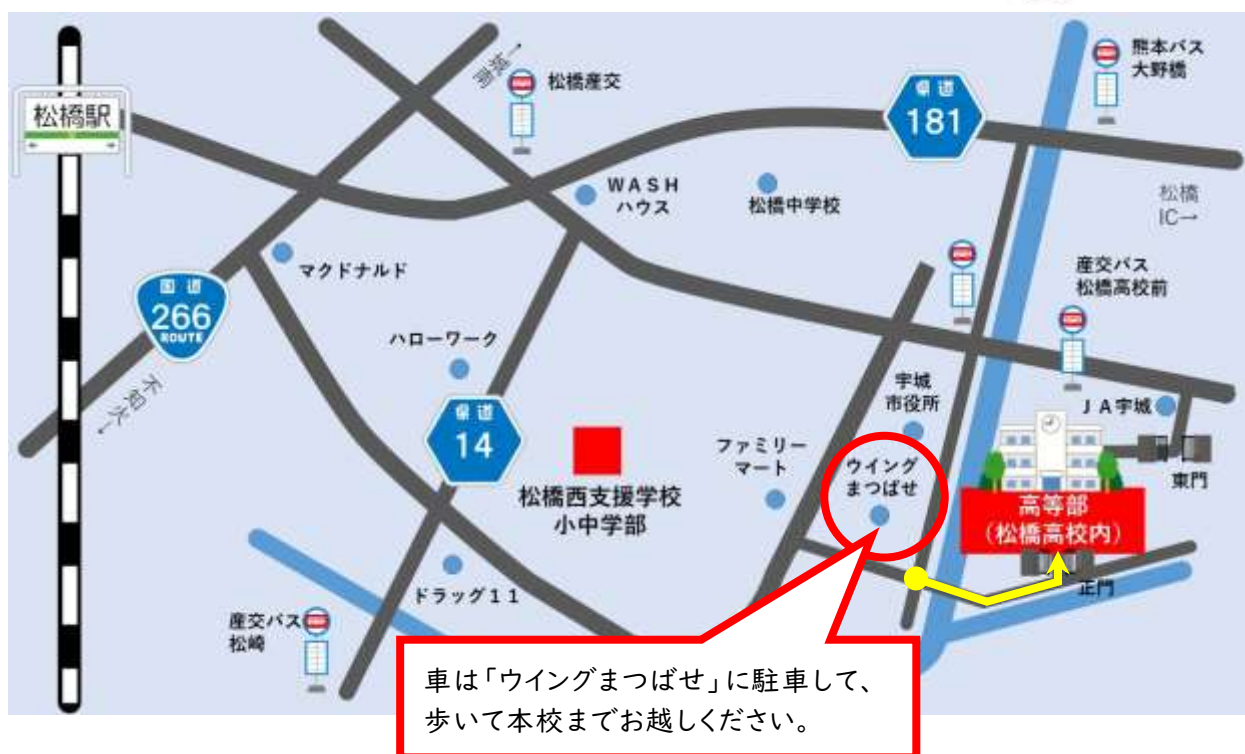 熊本バス
大野橋
←城南
松橋産交
県道
181
松橋駅
WASH
ハウス
松橋中学校
松橋
IC→
マクドナルド
産交バス
松橋高校前
国道
266
ROUTE
ハローワーク
不知火→
宇城
市役所
JA宇城
県道
14
ファミリー
マート
ウイング
まつばせ
東門
松橋西支援学校
小中学部
高等部
(松橋高校内)
正門
ドラッグ11
産交バス
松崎
車は「ウイングまつばせ」に駐車して、
歩いて本校までお越しください。